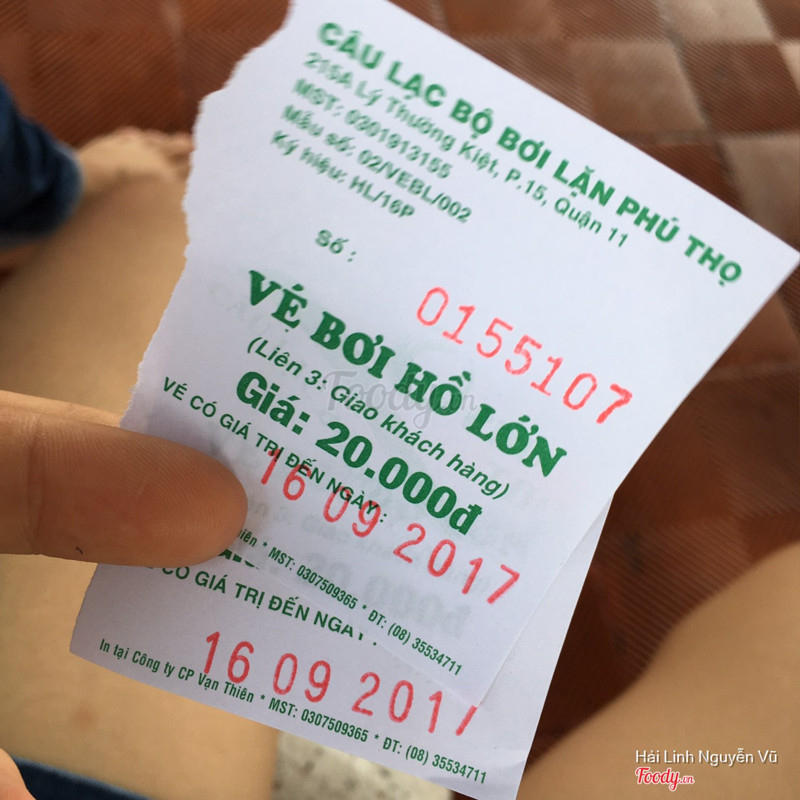 CÂU LẠC BỘ BƠI LẶN PHÚ THỌ
215A Lý Thường Kiệt, P.15, Quận 11
MST: 0301913155
Mẫu số: 02/VEBL/002
Ký hiệu: HL/16P
Số: 0155107
VÉ BƠI HỒ LỚN
(Liên 3: Giao khách hàng)
Giá: 20.000đ
VÉ CÓ GIÁ TRỊ ĐẾN NGÀY:
16 09 2017
Thiên * MST: 0307509365 * ĐT: (08) 35534711
CÓ GIÁ TRỊ ĐẾN NGÀY:
16 09 2017
In tại Công ty CP Vạn Thiên * MST: 0307509365 * ĐT: (08) 35534711
Foody.vn
Hải Linh Nguyễn Vũ
Foody.vn